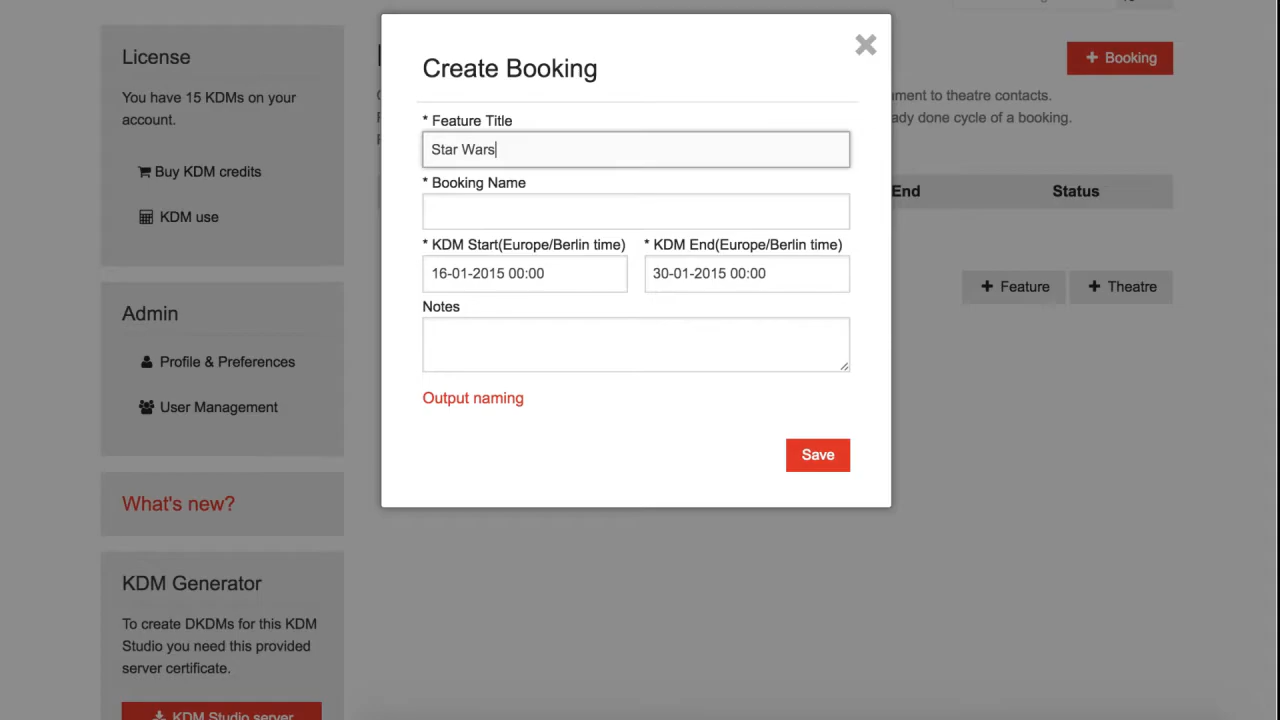 License
You have 15 KDMs on your
account.
Buy KDM credits
KDM use
Admin
Profile & Preferences
User Management
What's new?
KDM Generator
To create DKDMs for this KDM
Studio you need this provided
server certificate.
KDM Studio server
Create Booking
* Feature Title
Star Wars
* Booking Name
* KDM Start(Europe/Berlin time)
* KDM End(Europe/Berlin time)
16-01-2015 00:00
30-01-2015 00:00
Notes
Output naming
Save
+ Booking
to theatre contacts.
done cycle of a booking.
End
Status
+ Feature
+ Theatre